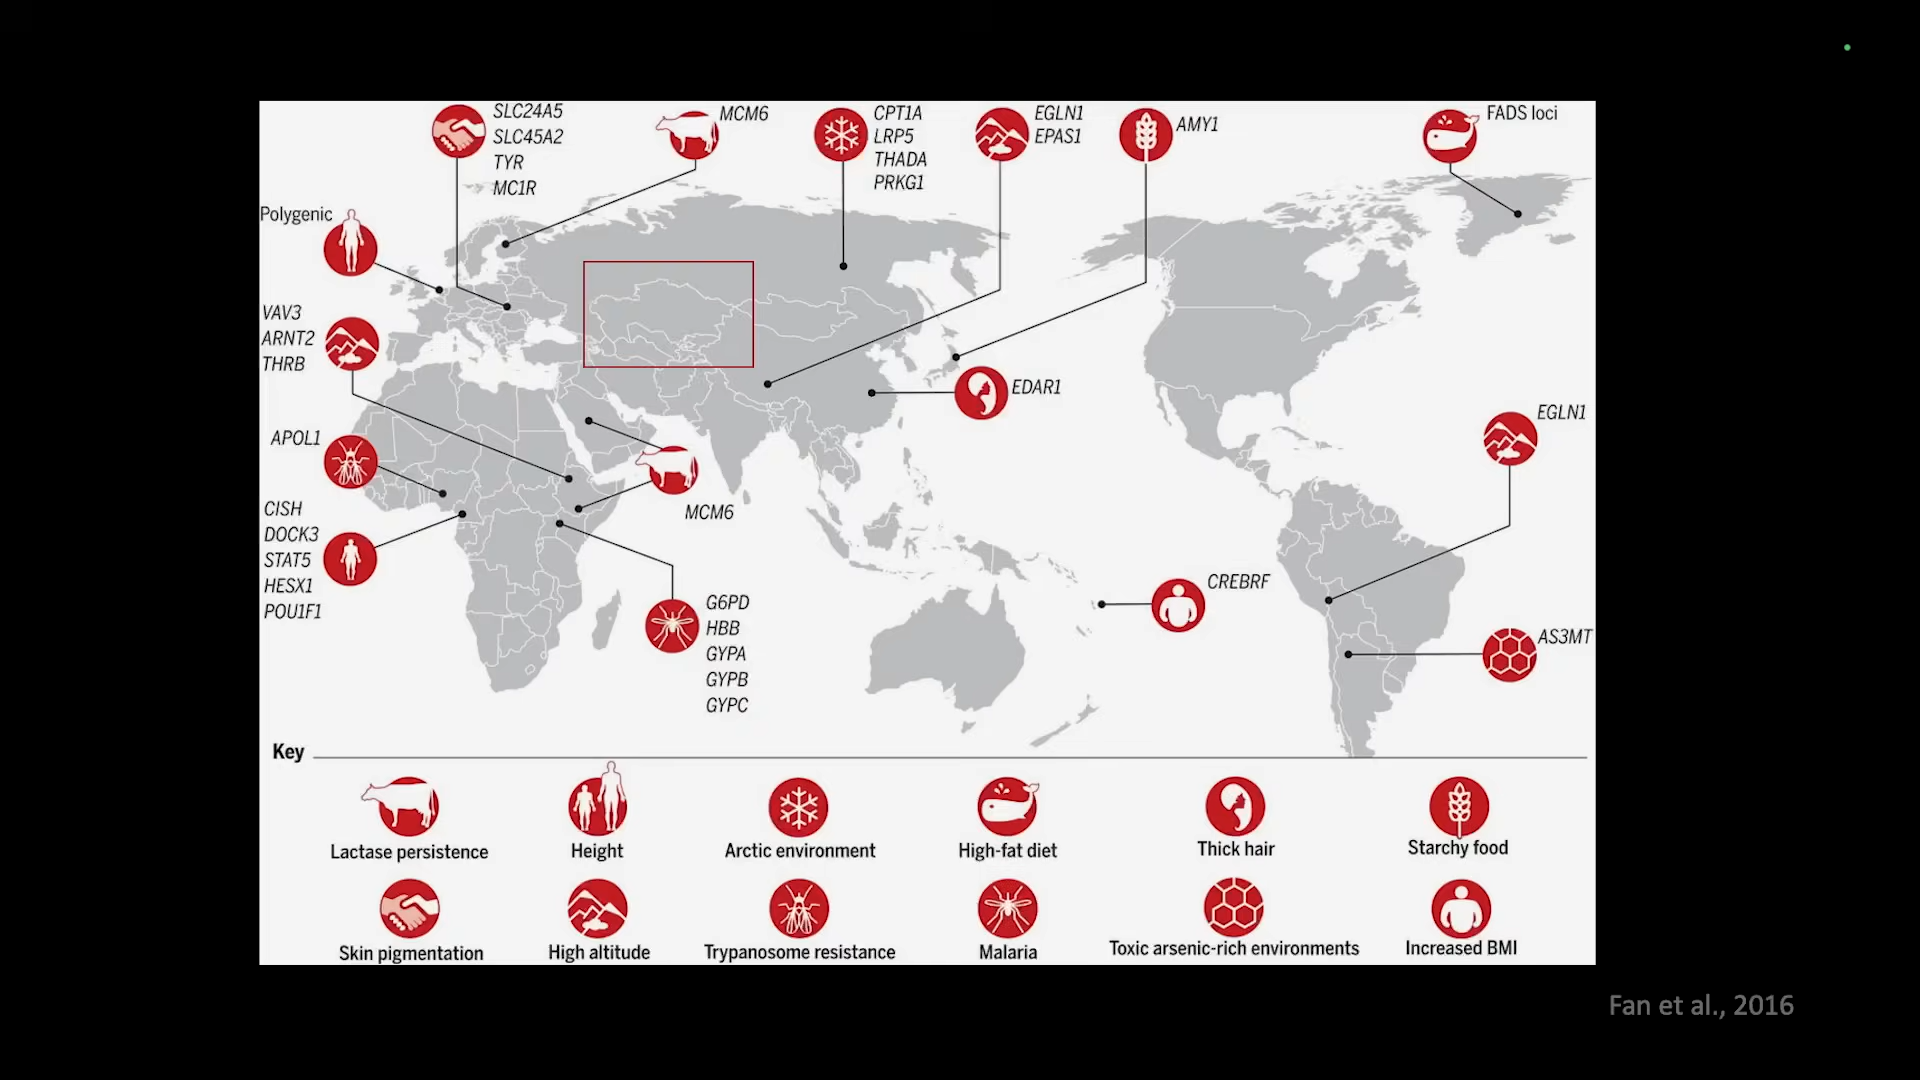 SLC24A5
SLC45A2
TYR
MC1R
MCM6
CPT1A
LRP5
THADA
PRKG1
EGLN1
EPAS1
AMY1
FADS loci
Polygenic
VAV3
ARNT2
THRB
EDAR1
EGLN1
APOL1
MCM6
CISH
DOCK3
STAT5
HESX1
POU1F1
G6PD
HBB
GYPA
GYPB
GYPC
CREBRF
AS3MT
Key
Lactase persistence
Height
Arctic environment
High-fat diet
Thick hair
Starchy food
Skin pigmentation
High altitude
Trypanosome resistance
Malaria
Toxic arsenic-rich environments
Increased BMI
Fan et al., 2016